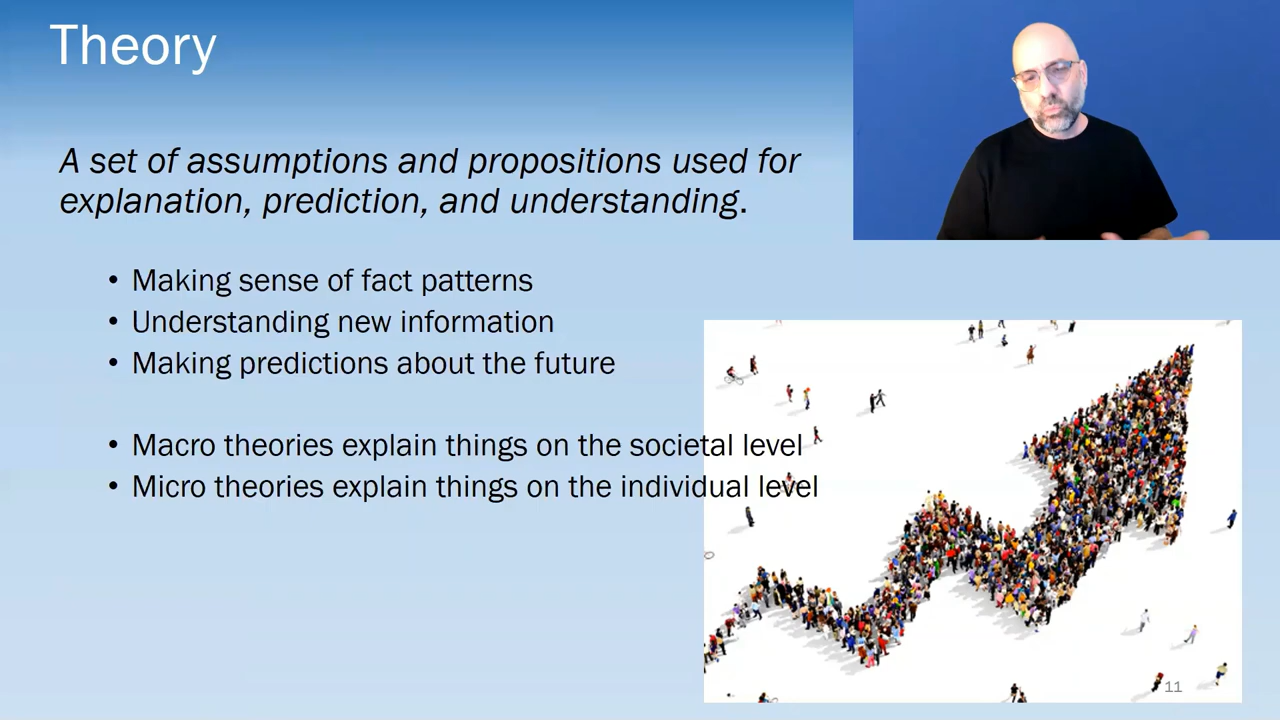 Theory
A set of assumptions and propositions used for
explanation, prediction, and understanding.
• Making sense of fact patterns
• Understanding new information
• Making predictions about the future
• Macro theories explain things on the societal level
• Micro theories explain things on the individual level
11